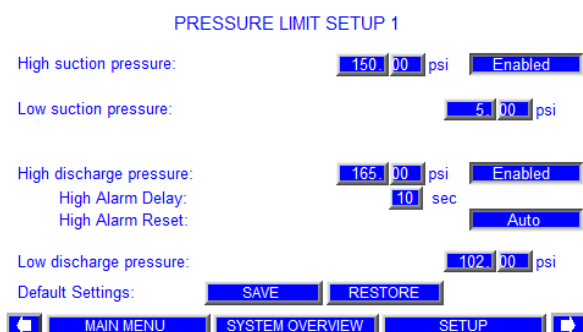 PRESSURE LIMIT SETUP 1
High suction pressure: 150. 00 psi Enabled
Low suction pressure: 5. 00 psi
High discharge pressure: 165. 00 psi Enabled
High Alarm Delay: 10 sec
High Alarm Reset: Auto
Low discharge pressure: 102. 00 psi
Default Settings: SAVE RESTORE
MAIN MENU SYSTEM OVERVIEW SETUP